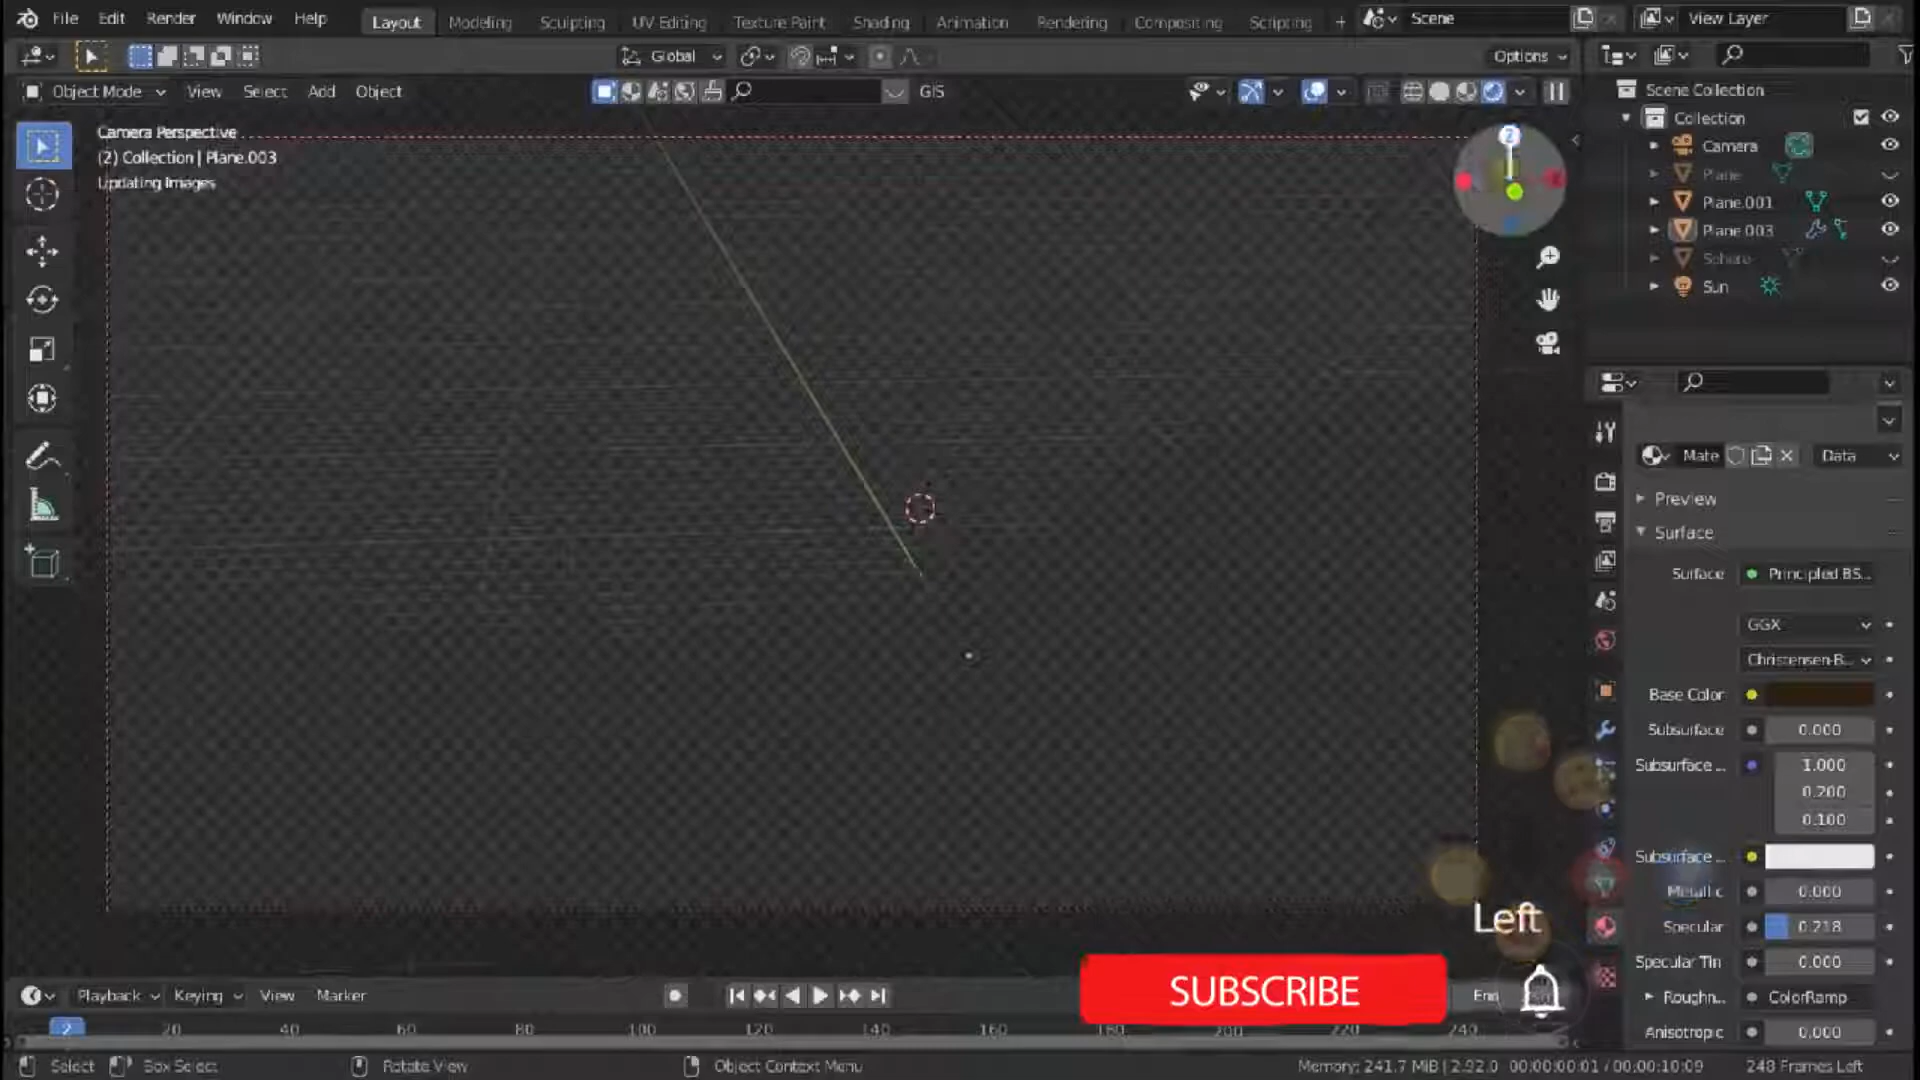 File Edit Render Window Help Layout Modeling Sculpting UV Editing Texture Paint Shading Animation Rendering Compositing Scripting + Scene View Layer
Global Options
Object Mode View Select Add Object GIS
Camera Perspective
(2) Collection | Plane.003
Updating Images
Scene Collection
Collection
Camera
Plane
Plane.001
Plane.003
Sphere
Sun
Mate Data
Preview
Surface
Surface Principled BS...
GGX
Christensen-B...
Base Color
Subsurface 0.000
Subsurface ... 1.000
0.200
0.100
Subsurface ...
Metallic 0.000
Specular 0.218
Specular Tin 0.000
Roughn... ColorRamp
Anisotropic 0.000
Left
SUBSCRIBE
Playback Keying View Marker End
2 20 40 60 80 100 120 140 160 180 200 220 240
Select Box Select Rotate View Object Context Menu Memory: 241.7 MiB | 2.92.0 00:00:00:01 / 00:00:10:09 248 Frames Left